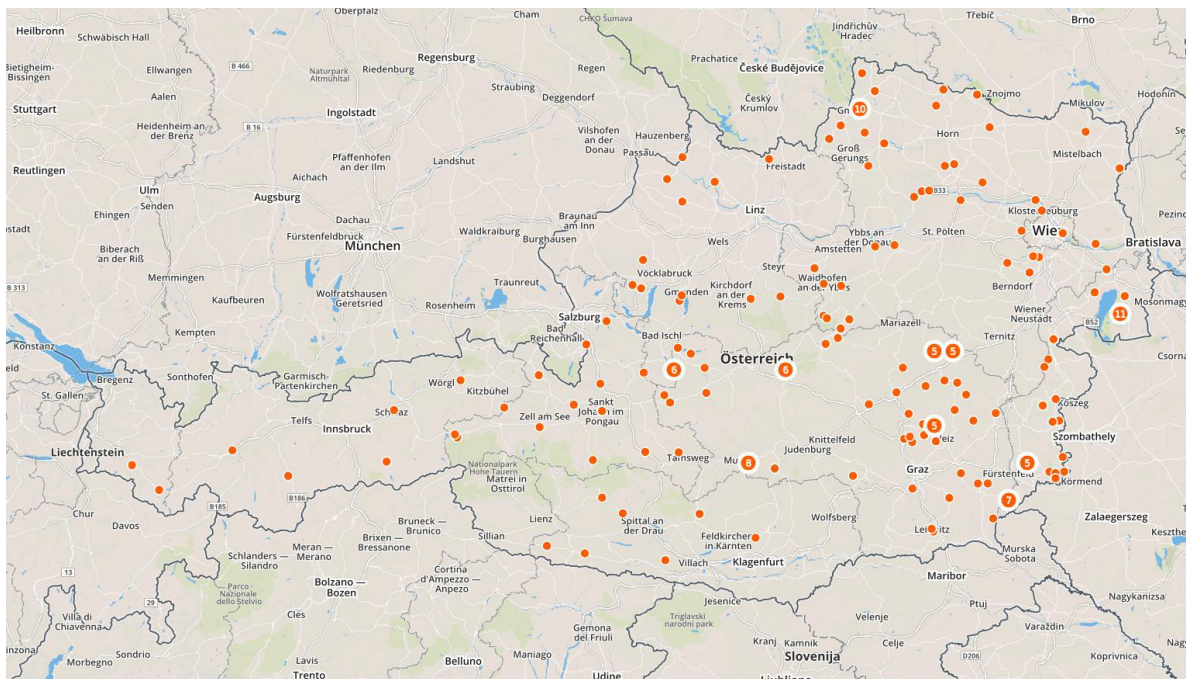 Heilbronn
Schwäbisch Hall
Oberpfalz
Cham
CHKO Šumava
Jindřichův
Hradec
Třebíč
Brno
Bietigheim-
Bissingen
Ellwangen
B 466
Naturpark
Altmühltal
Riedenburg
Regensburg
Regen
Prachatice
České Budějovice
Straubing
Aalen
Deggendorf
Český
Krumlov
Znojmo
Mikulov
Hodonín
Stuttgart
Heidenheim an
der Brenz
B 16
Ingolstadt
Vilshofen
an der
Donau
Hauzenberg
Passau
10
Horn
Reutlingen
Pfaffenhofen
an der Ilm
Landshut
Freistadt
Groß
Gerungs
Mistelbach
Ulm
Senden
Aichach
Augsburg
Linz
B33
Ehingen
Dachau
Fürstenfeldbruck
München
Waldkraiburg
Braunau
am Inn
Burghausen
Wels
Ybbs an
der Donau
Amstetten
St. Pölten
Bratislava
Biberach
an der Riß
Memmingen
Vöcklabruck
Steyr
Waidhofen
an der Ybbs
B 313
Kaufbeuren
Wolfratshausen
Geretsried
Rosenheim
Traunreut
Gmunden
Kirchdorf
an der
Krems
Berndorf
Wiener
Neustadt
11
Salzburg
Bad Ischl
Mariazell
Ternitz
B52
Konstanz
Kempten
Bad
Reichenhall
Österreich
5
5
Csorna
Bregenz
Sonthofen
Garmisch-
Partenkirchen
Wörgl
Kitzbühel
6
6
St. Gallen
Telfs
Zell am See
Sankt
Johann im
Pongau
Kőszeg
Innsbruck
5
Knittelfeld
Judenburg
Szombathely
Liechtenstein
Nationalpark
Hohe Tauern
Matrei in
Osttirol
Tamsweg
8
Graz
5
Fürstenfeld
Körmend
Chur
Davos
B185
B186
Bruneck —
Brunico
Lienz
Spittal an
der Drau
Wolfsberg
7
Zalaegerszeg
Schlanders —
Silandro
Meran —
Merano
Brixen —
Bressanone
Sillian
Feldkirchen
in Kärnten
Leibnitz
Murska
Sobota
13
Parco
Nazionale
dello Stelvio
Bolzano —
Bozen
Cortina
d'Ampezzo —
Anpezo
Villach
Klagenfurt
Maribor
29
Villa di
Chiavenna
Cles
Jesenice
Velenje
Ptuj
Nagykanizsa
Triglavski
narodni park
Sondrio
Morbegno
Lavis
Trento
Belluno
Maniago
Gemona
del Friuli
Udine
Kranj
Kamnik
Slovenija
Celje
D206
Varaždin
Koprivnica